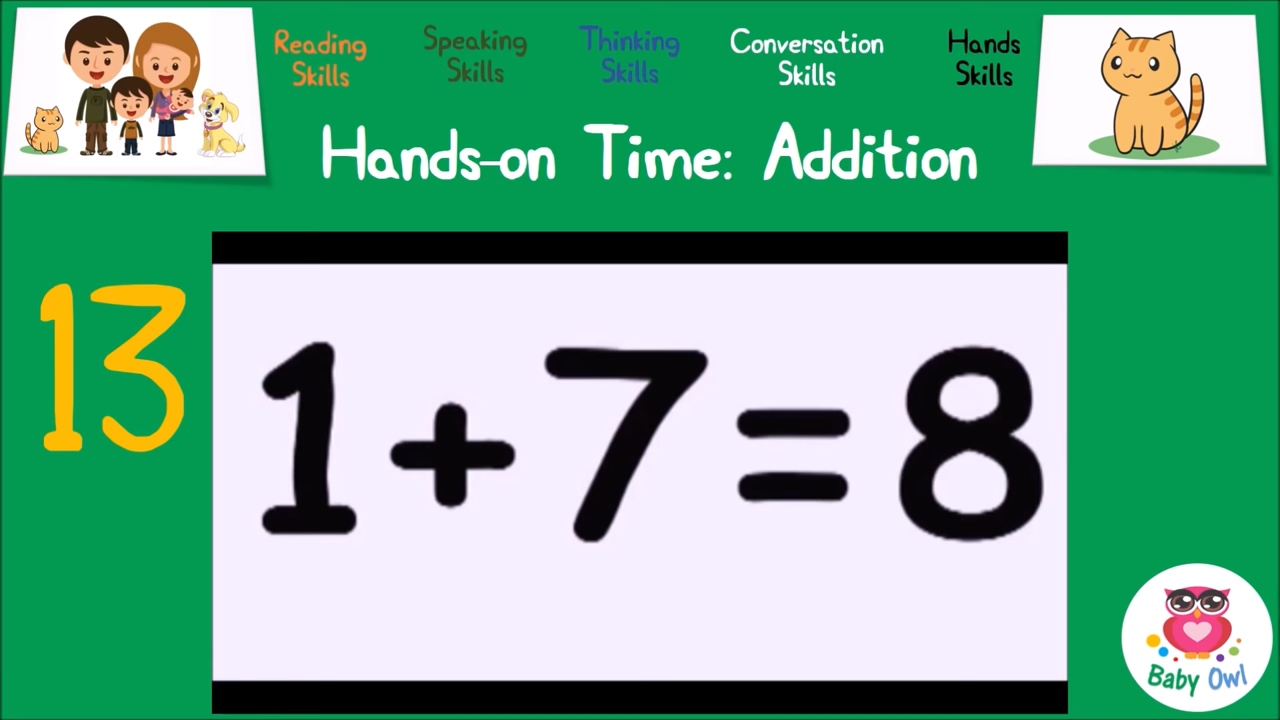 Reading Skills
Speaking Skills
Thinking Skills
Conversation Skills
Hands Skills
Hands-on Time: Addition
13
1+7=8
Baby Owl